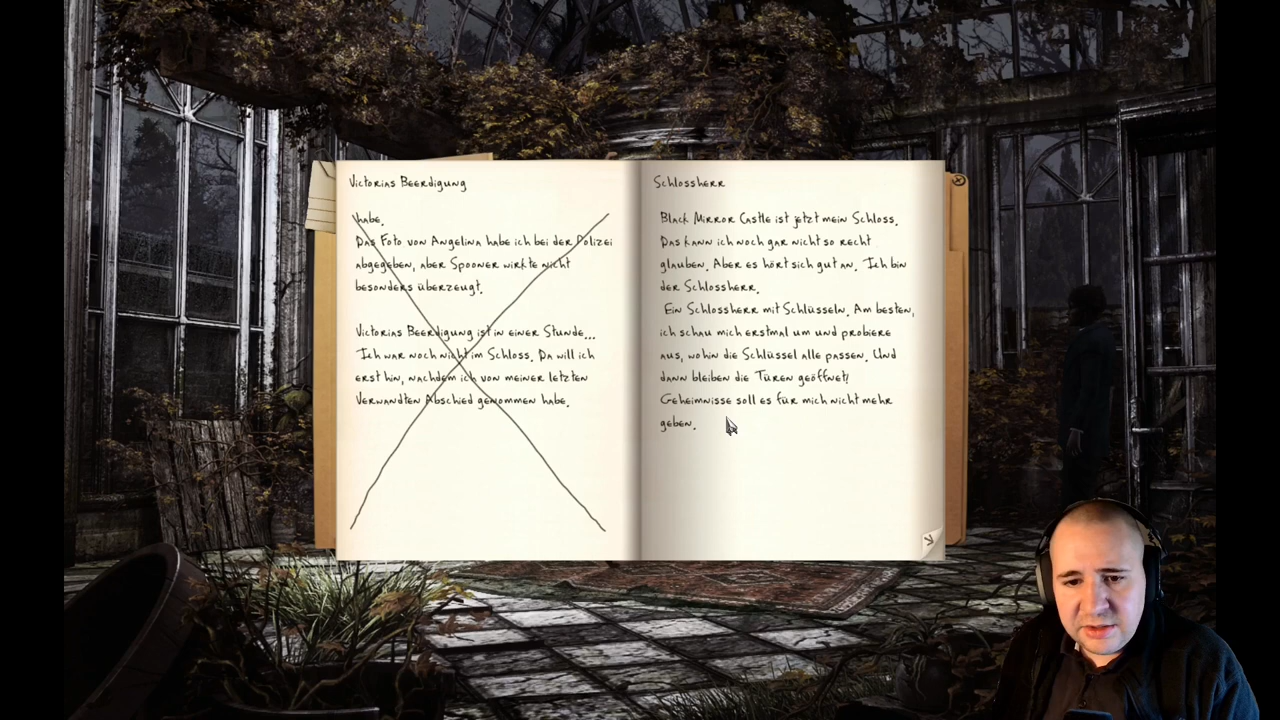 Victorias Beerdigung
habe.
Das Foto von Angelina habe ich bei der Polizei
abgegeben, aber Spooner wirkte nicht
besonders überzeugt.
Victorias Beerdigung ist in einer Stunde...
Ich war noch nicht im Schloss. Da will ich
erst hin, nachdem ich von meiner letzten
Verwandten Abschied genommen habe.
Schlossherr
Black Mirror Castle ist jetzt mein Schloss.
Das kann ich noch gar nicht so recht
glauben. Aber es hört sich gut an. Ich bin
der Schlossherr.
Ein Schlossherr mit Schlüsseln. Am besten,
ich schau mich erstmal um und probiere
aus, wohin die Schlüssel alle passen. Und
dann bleiben die Türen geöffnet!
Geheimnisse soll es für mich nicht mehr
geben.